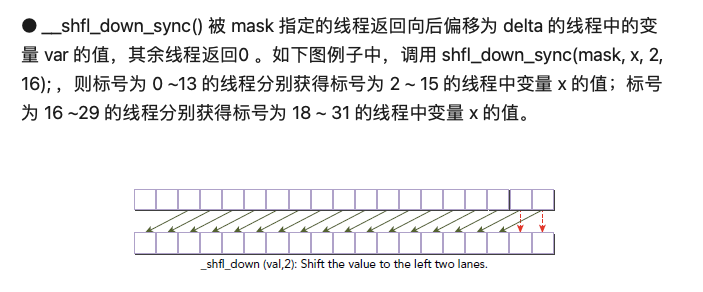 ● __shfl_down_sync() 被 mask 指定的线程返回向后偏移为 delta 的线程中的变
量 var 的值，其余线程返回0 。如下图例子中，调用 shfl_down_sync(mask, x, 2,
16);，则标号为 0 ~13 的线程分别获得标号为 2 ~ 15 的线程中变量 x 的值；标号
为 16 ~29 的线程分别获得标号为 18 ~ 31 的线程中变量 x 的值。
_shfl_down (val,2): Shift the value to the left two lanes.